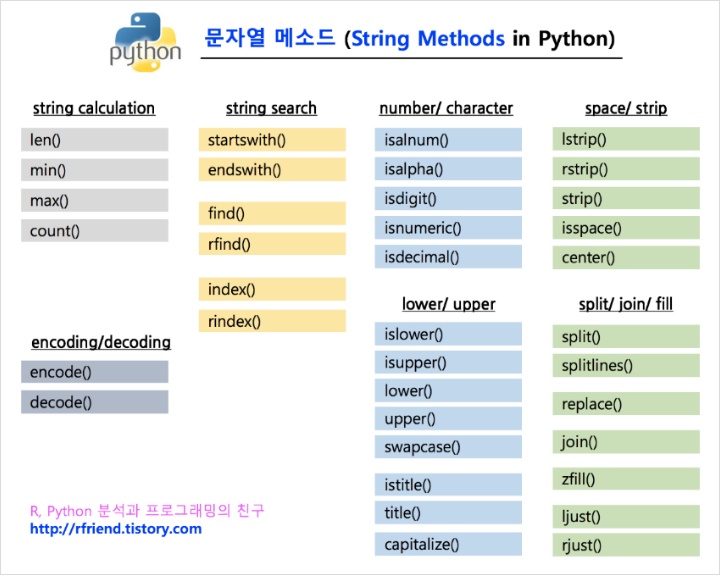 python
문자열 메소드 (String Methods in Python)
string calculation
len()
min()
max()
count()
encoding/decoding
encode()
decode()
string search
startswith()
endswith()
find()
rfind()
index()
rindex()
number/ character
isalnum()
isalpha()
isdigit()
isnumeric()
isdecimal()
lower/ upper
islower()
isupper()
lower()
upper()
swapcase()
istitle()
title()
capitalize()
space/ strip
lstrip()
rstrip()
strip()
isspace()
center()
split/ join/ fill
split()
splitlines()
replace()
join()
zfill()
ljust()
rjust()
R, Python 분석과 프로그래밍의 친구
http://rfriend.tistory.com